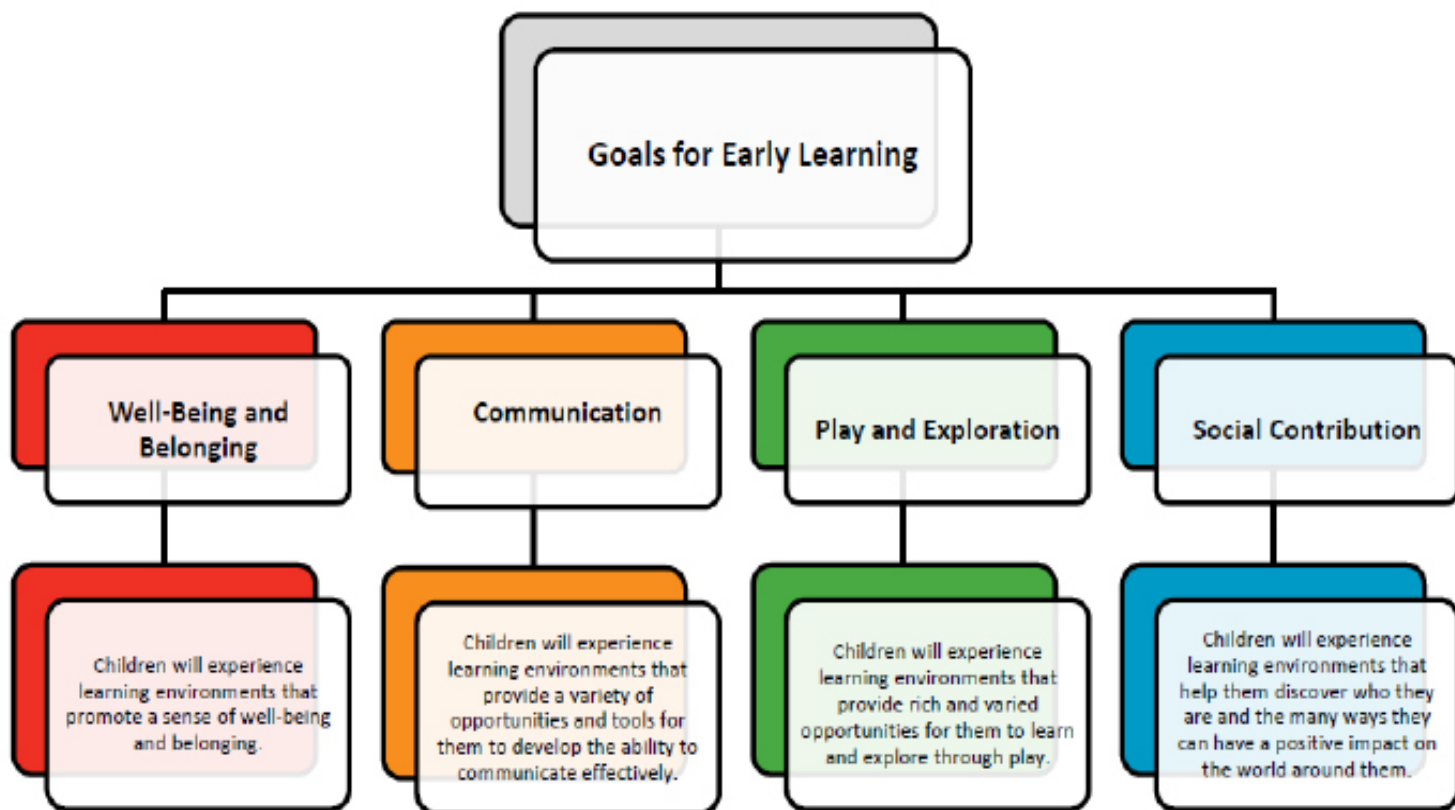 Goals for Early Learning
Well-Being and
Belonging
Communication
Play and Exploration
Social Contribution
Children will experience
learning environments that
promote a sense of well-being
and belonging.
Children will experience
learning environments that
provide a variety of
opportunities and tools for
them to develop the ability to
communicate effectively.
Children will experience
learning environments that
provide rich and varied
opportunities for them to learn
and explore through play.
Children will experience
learning environments that
help them discover who they
are and the many ways they
can have a positive impact on
the world around them.